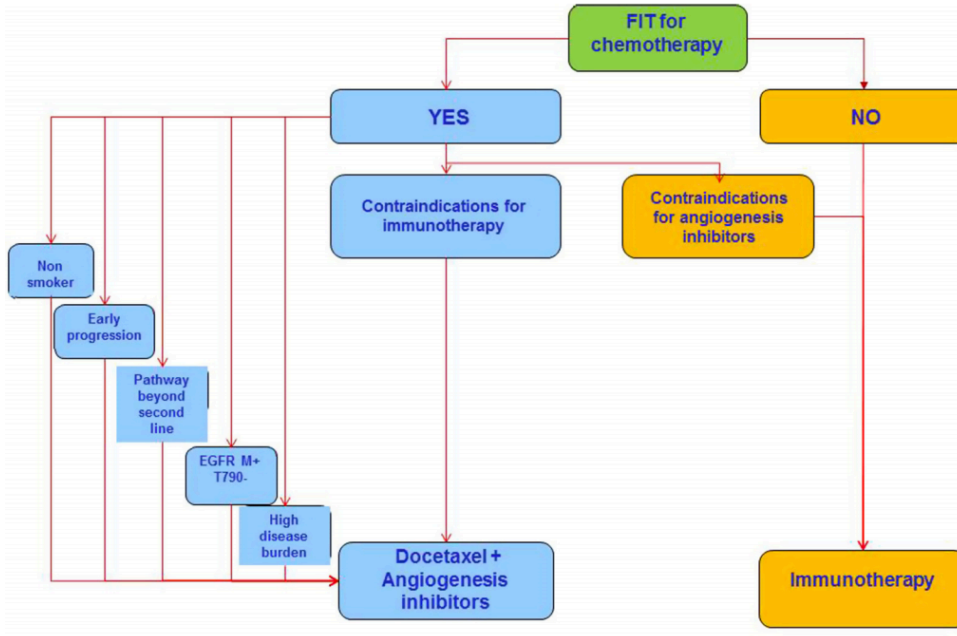 FIT for
chemotherapy
YES
NO
Contraindications for
immunotherapy
Contraindications
for angiogenesis
inhibitors
Non
smoker
Early
progression
Pathway
beyond
second
line
EGFR M+
T790-
High
disease
burden
Docetaxel +
Angiogenesis
inhibitors
Immunotherapy